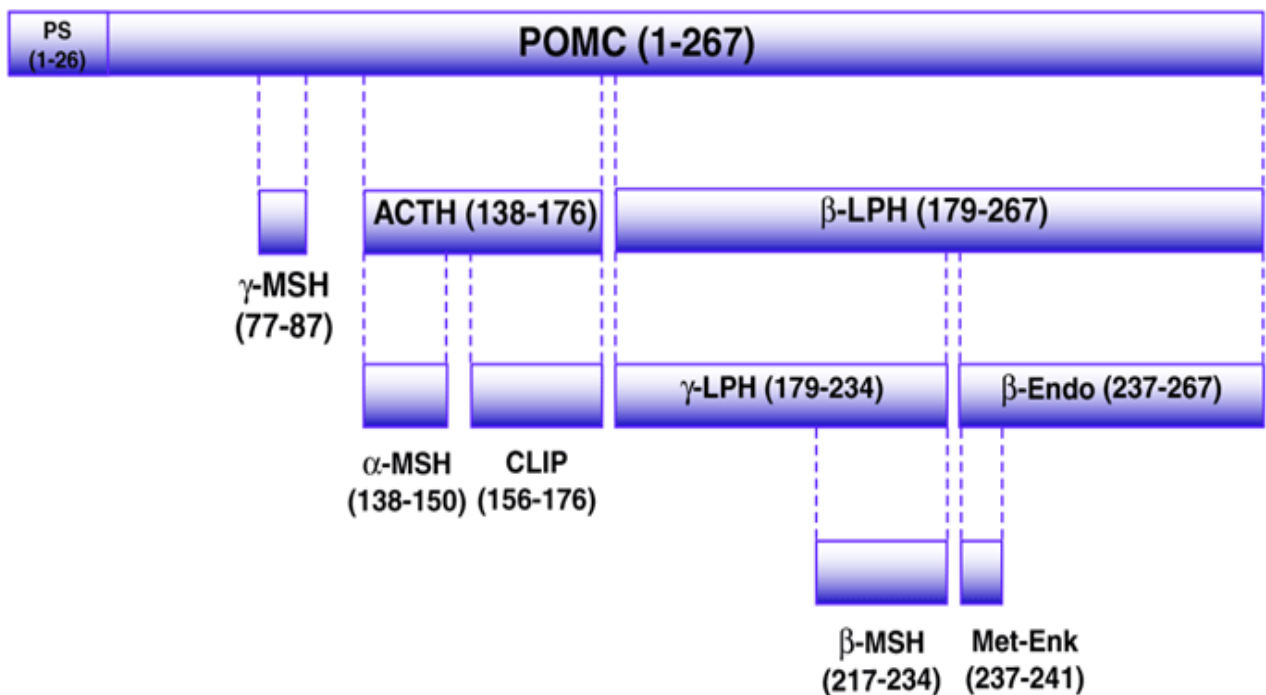 PS
(1-26)
POMC (1-267)
ACTH (138-176)
β-LPH (179-267)
γ-MSH
(77-87)
γ-LPH (179-234)
β-Endo (237-267)
α-MSH
(138-150)
CLIP
(156-176)
β-MSH
(217-234)
Met-Enk
(237-241)